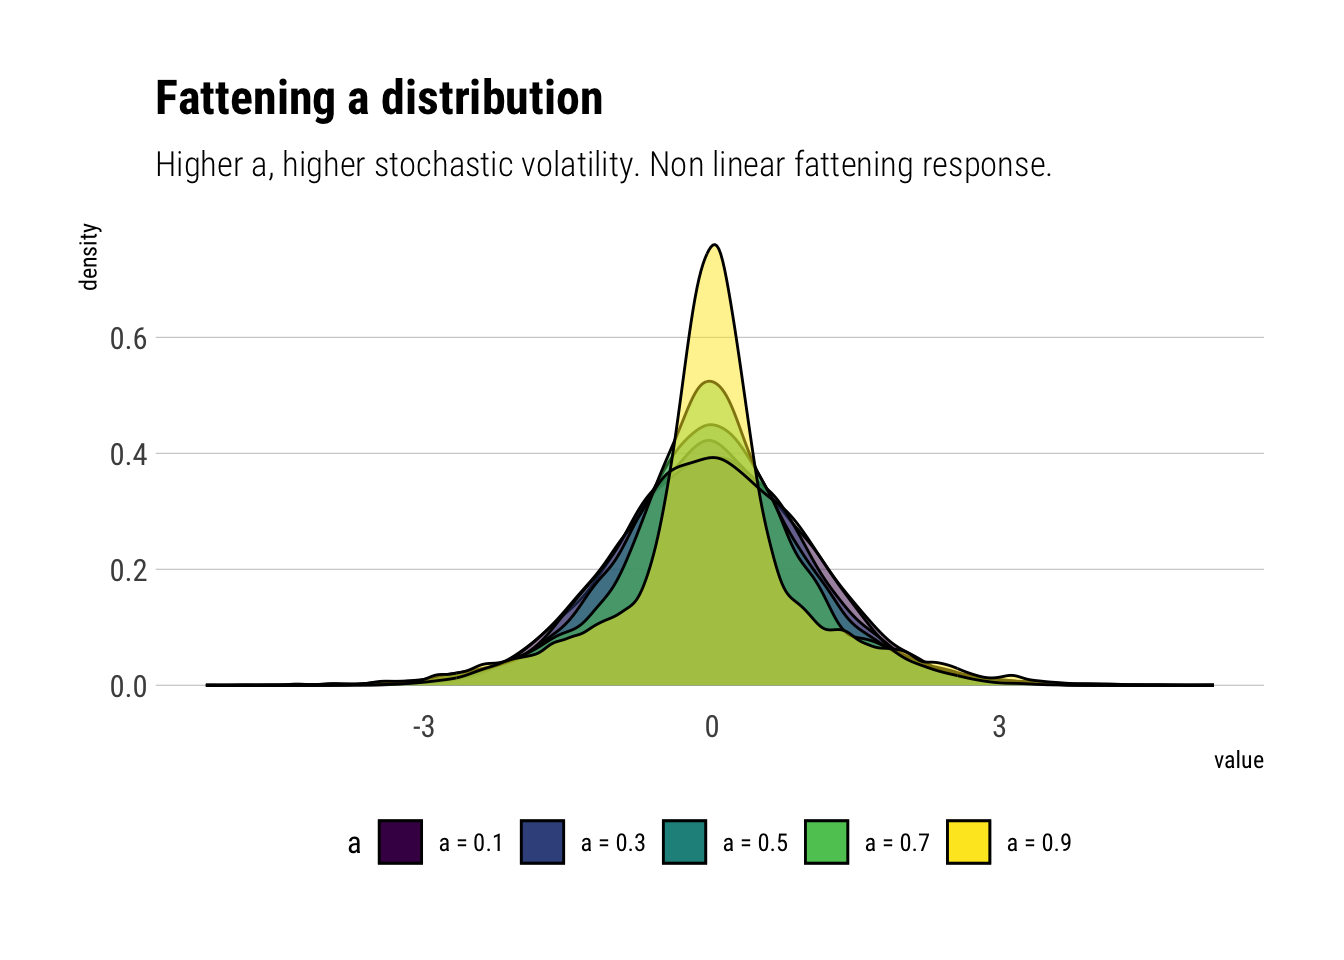 Fattening a distribution
Higher a, higher stochastic volatility. Non linear fattening response.
density
0.6
0.4
0.2
0.0
-3 0 3
value
a a = 0.1 a = 0.3 a = 0.5 a = 0.7 a = 0.9